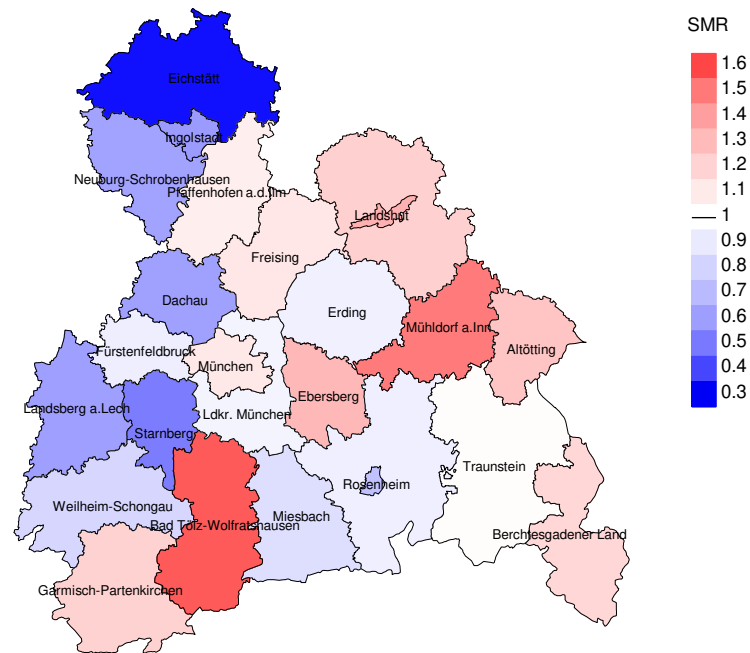 SMR
1.6
1.5
1.4
1.3
1.2
1.1
1
0.9
0.8
0.7
0.6
0.5
0.4
0.3
Eichstätt
Ingolstadt
Neuburg-Schrobenhausen
Pfaffenhofen a.d.Ilm
Landshut
Freising
Dachau
Erding
Mühldorf a.Inn
Altötting
Fürstenfeldbruck
München
Ebersberg
Landsberg a.Lech
Ldkr. München
Starnberg
Traunstein
Rosenheim
Weilheim-Schongau
Miesbach
Bad Tölz-Wolfratshausen
Berchtesgadener Land
Garmisch-Partenkirchen